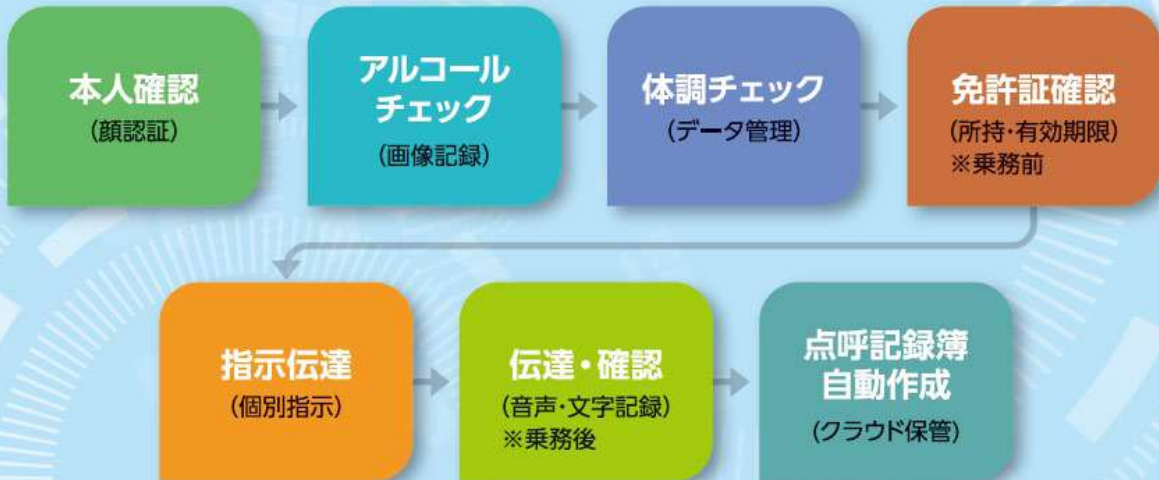 本人確認
(顔認証)
アルコール
チェック
(画像記録)
体調チェック
(データ管理)
免許証確認
(所持・有効期限)
※乗務前
指示伝達
(個別指示)
伝達・確認
(音声・文字記録)
※乗務後
点呼記録簿
自動作成
(クラウド保管)